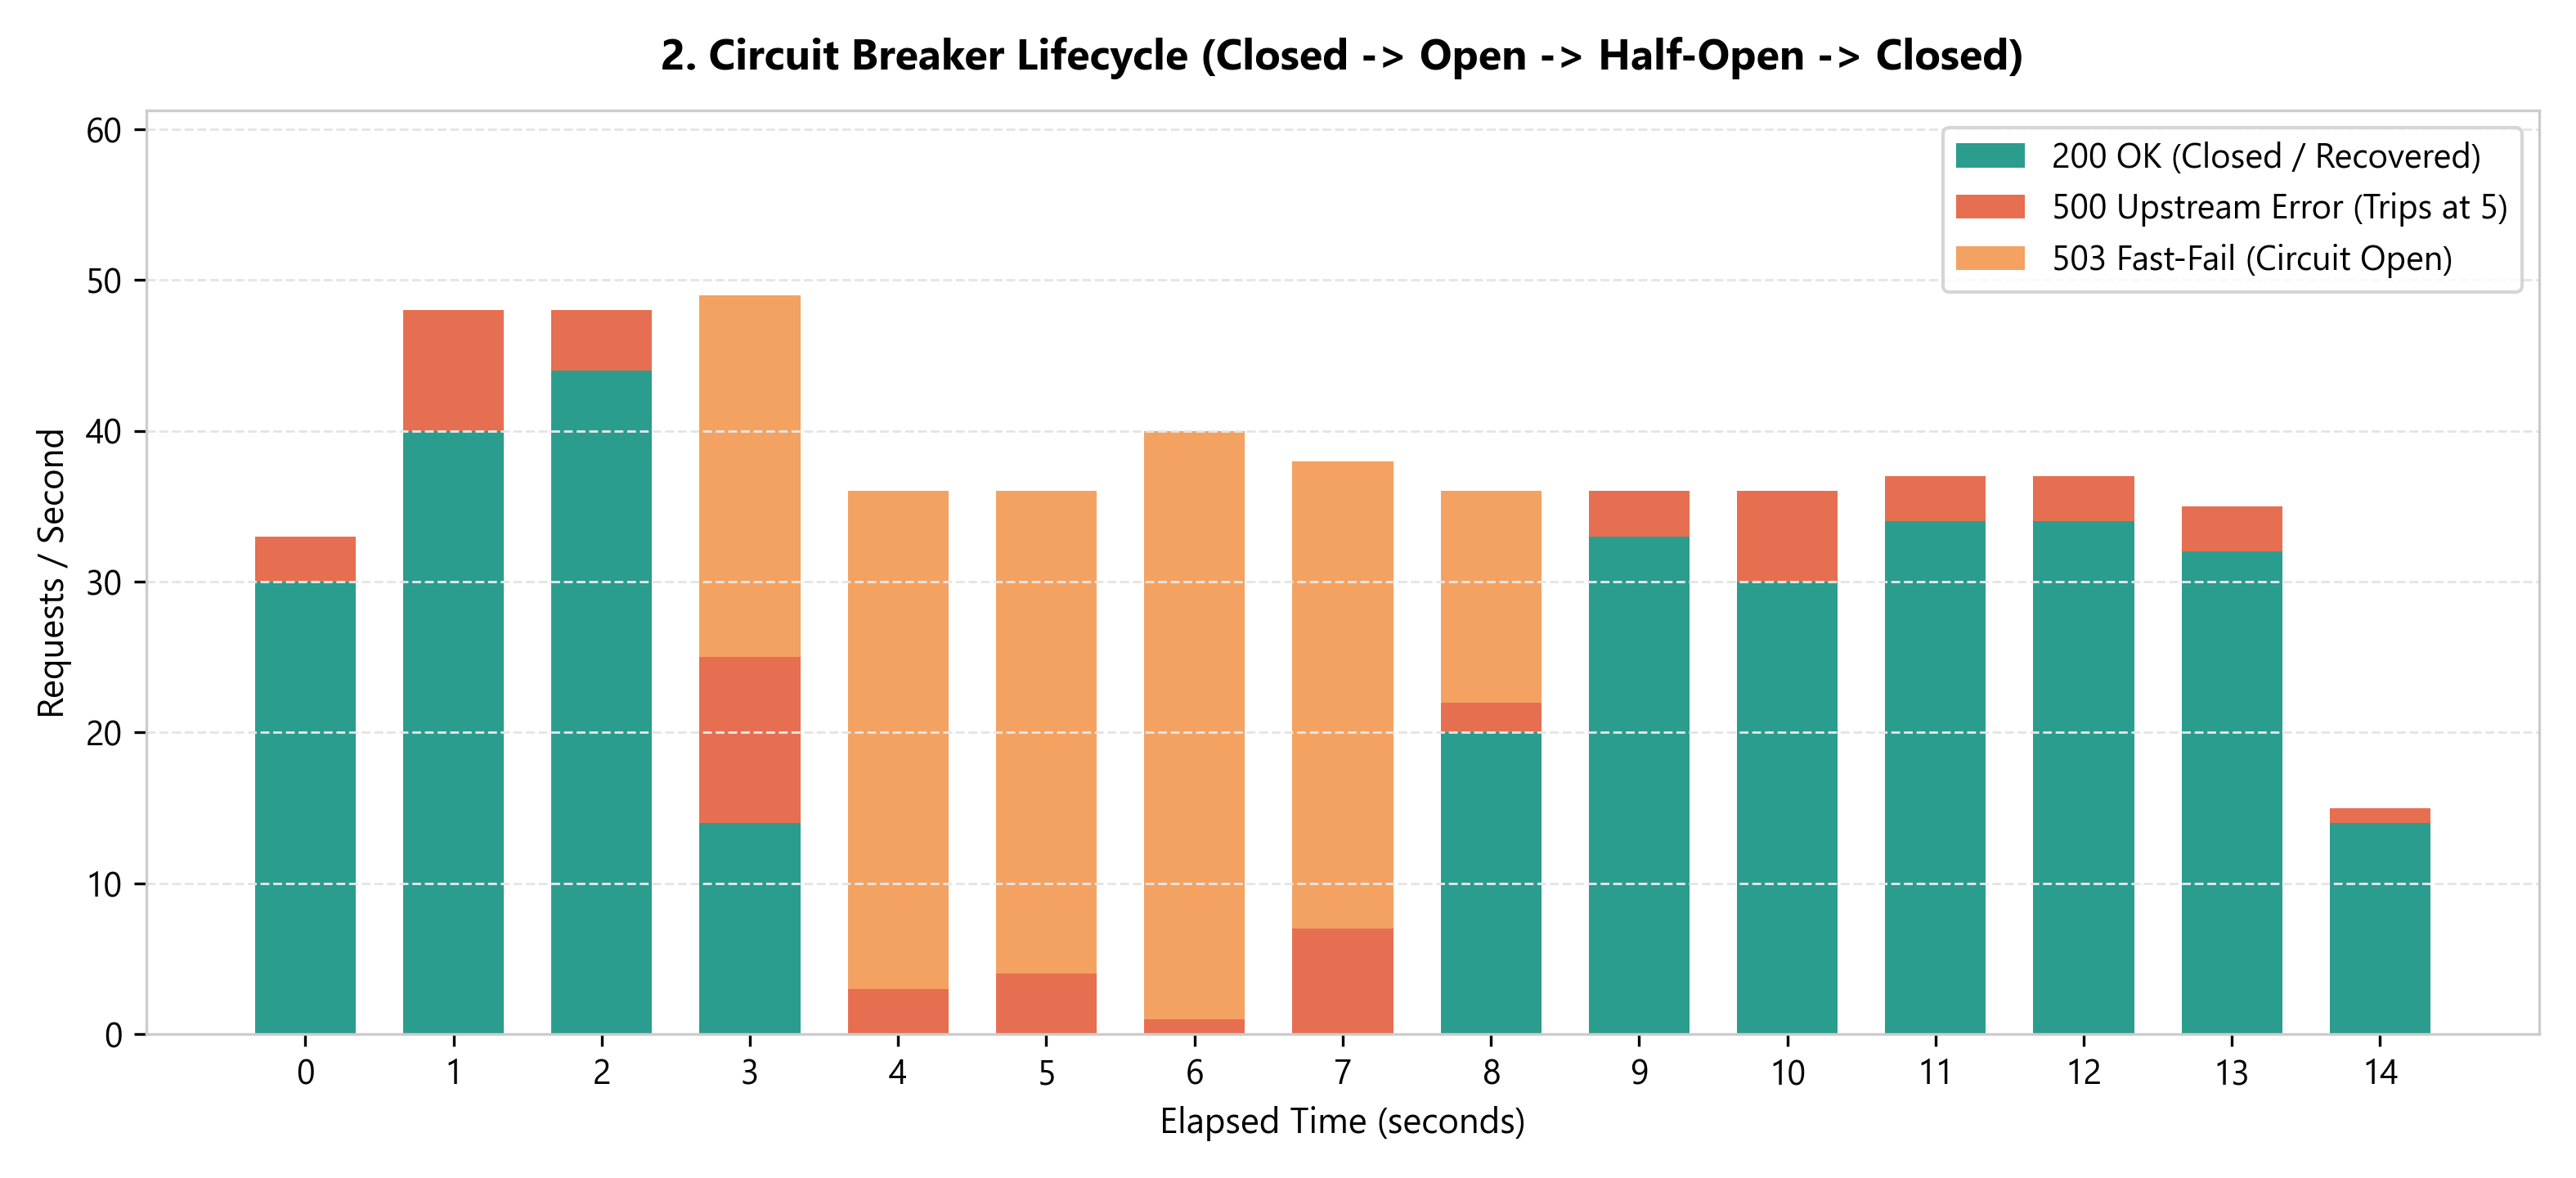 2. Circuit Breaker Lifecycle (Closed -> Open -> Half-Open -> Closed)
200 OK (Closed / Recovered)
500 Upstream Error (Trips at 5)
503 Fast-Fail (Circuit Open)
Requests / Second
60
50
40
30
20
10
0
0 1 2 3 4 5 6 7 8 9 10 11 12 13 14
Elapsed Time (seconds)